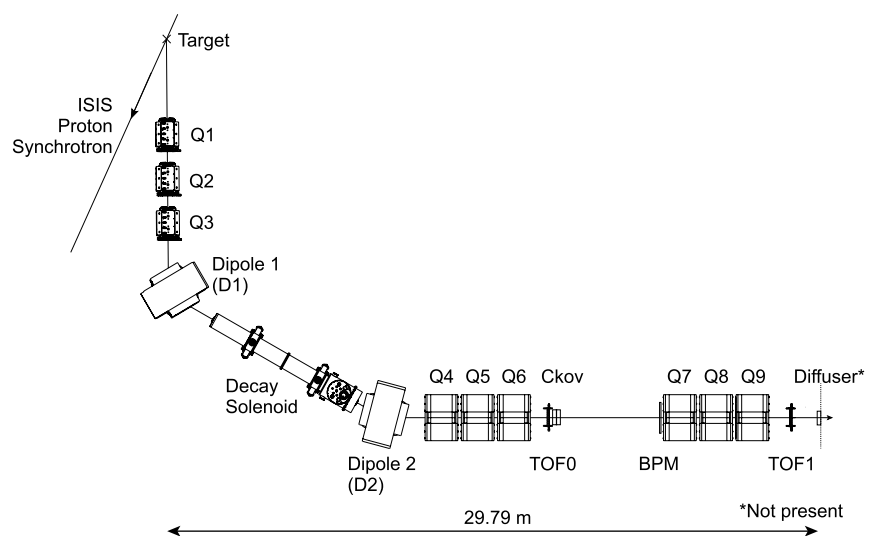 Target
ISIS
Proton
Synchrotron
Q1
Q2
Q3
Dipole 1
(D1)
Decay
Solenoid
Q4 Q5 Q6 Ckov Q7 Q8 Q9 Diffuser*
Dipole 2
(D2)
TOF0 BPM TOF1
*Not present
29.79 m